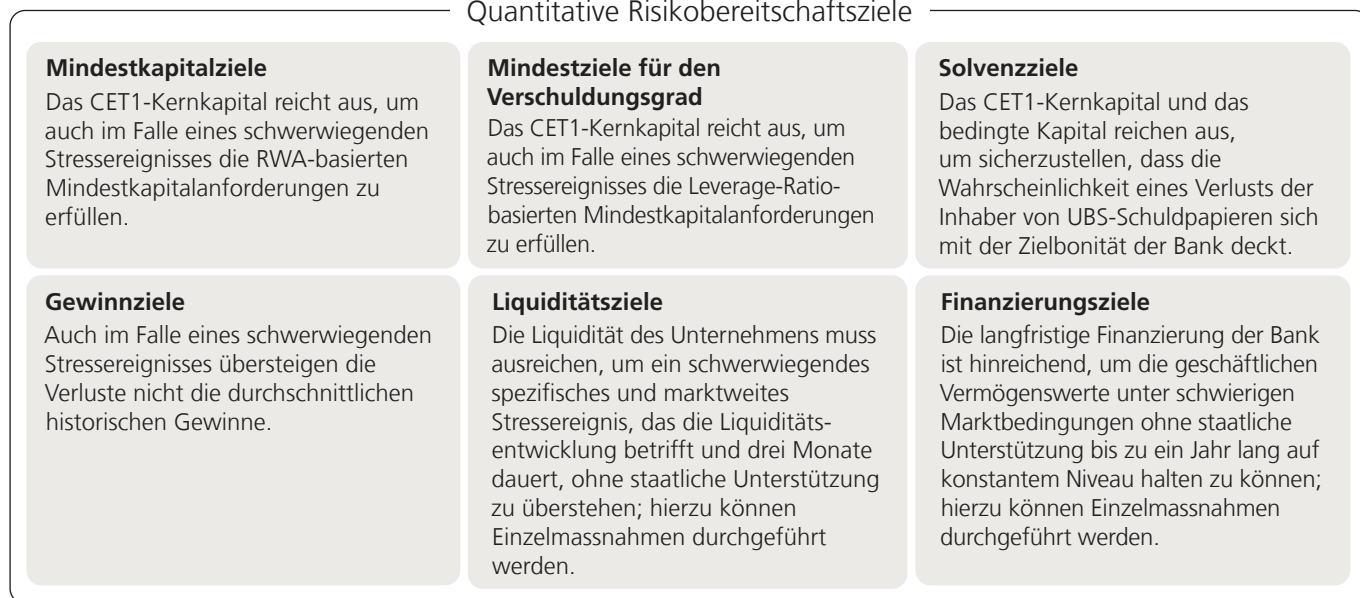 Quantitative Risikobereitschaftsziele
Mindestkapitalziele
Das CET1-Kernkapital reicht aus, um
auch im Falle eines schwerwiegenden
Stressereignisses die RWA-basierten
Mindestkapitalanforderungen zu
erfüllen.
Mindestziele für den
Verschuldungsgrad
Das CET1-Kernkapital reicht aus, um
auch im Falle eines schwerwiegenden
Stressereignisses die Leverage-Ratio-
basierten Mindestkapitalanforderungen
zu erfüllen.
Solvenzziele
Das CET1-Kernkapital und das
bedingte Kapital reichen aus,
um sicherzustellen, dass die
Wahrscheinlichkeit eines Verlusts der
Inhaber von UBS-Schuldpapieren sich
mit der Zielbonität der Bank deckt.
Gewinnziele
Auch im Falle eines schwerwiegenden
Stressereignisses übersteigen die
Verluste nicht die durchschnittlichen
historischen Gewinne.
Liquiditätsziele
Die Liquidität des Unternehmens muss
ausreichen, um ein schwerwiegendes
spezifisches und marktweites
Stressereignis, das die Liquiditäts-
entwicklung betrifft und drei Monate
dauert, ohne staatliche Unterstützung
zu überstehen; hierzu können
Einzelmassnahmen durchgeführt
werden.
Finanzierungsziele
Die langfristige Finanzierung der Bank
ist hinreichend, um die geschäftlichen
Vermögenswerte unter schwierigen
Marktbedingungen ohne staatliche
Unterstützung bis zu ein Jahr lang auf
konstantem Niveau halten zu können;
hierzu können Einzelmassnahmen
durchgeführt werden.